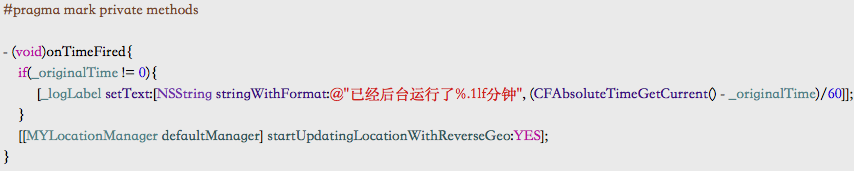 #pragma mark private methods
- (void)onTimeFired{
if(_originalTime != 0){
[_logLabel setText:[NSString stringWithFormat:@"已经后台运行了%.1lf分钟", (CFAbsoluteTimeGetCurrent() - _originalTime)/60]];
}
[[MYLocationManager defaultManager] startUpdatingLocationWithReverseGeo:YES];
}